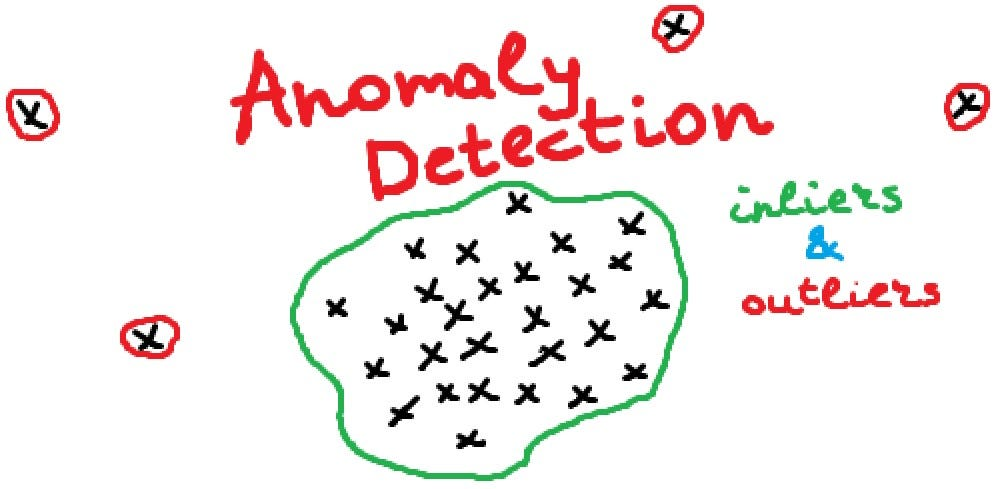 Anomaly
Detection
inliers
&
outliers